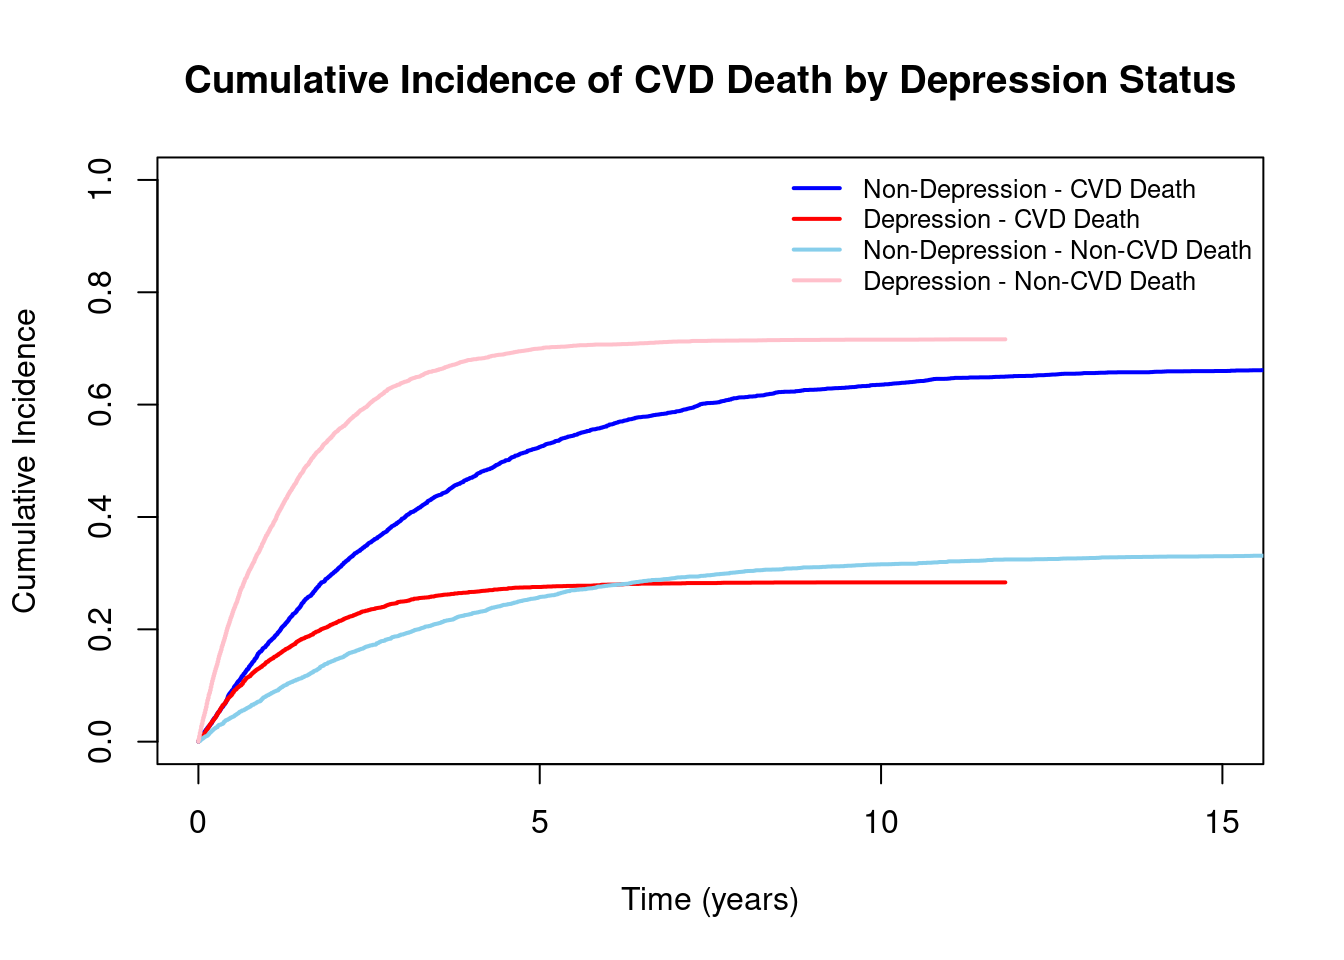 Cumulative Incidence of CVD Death by Depression Status
Cumulative Incidence
1.0
0.8
0.6
0.4
0.2
0.0
Non-Depression - CVD Death
Depression - CVD Death
Non-Depression - Non-CVD Death
Depression - Non-CVD Death
0 5 10 15
Time (years)